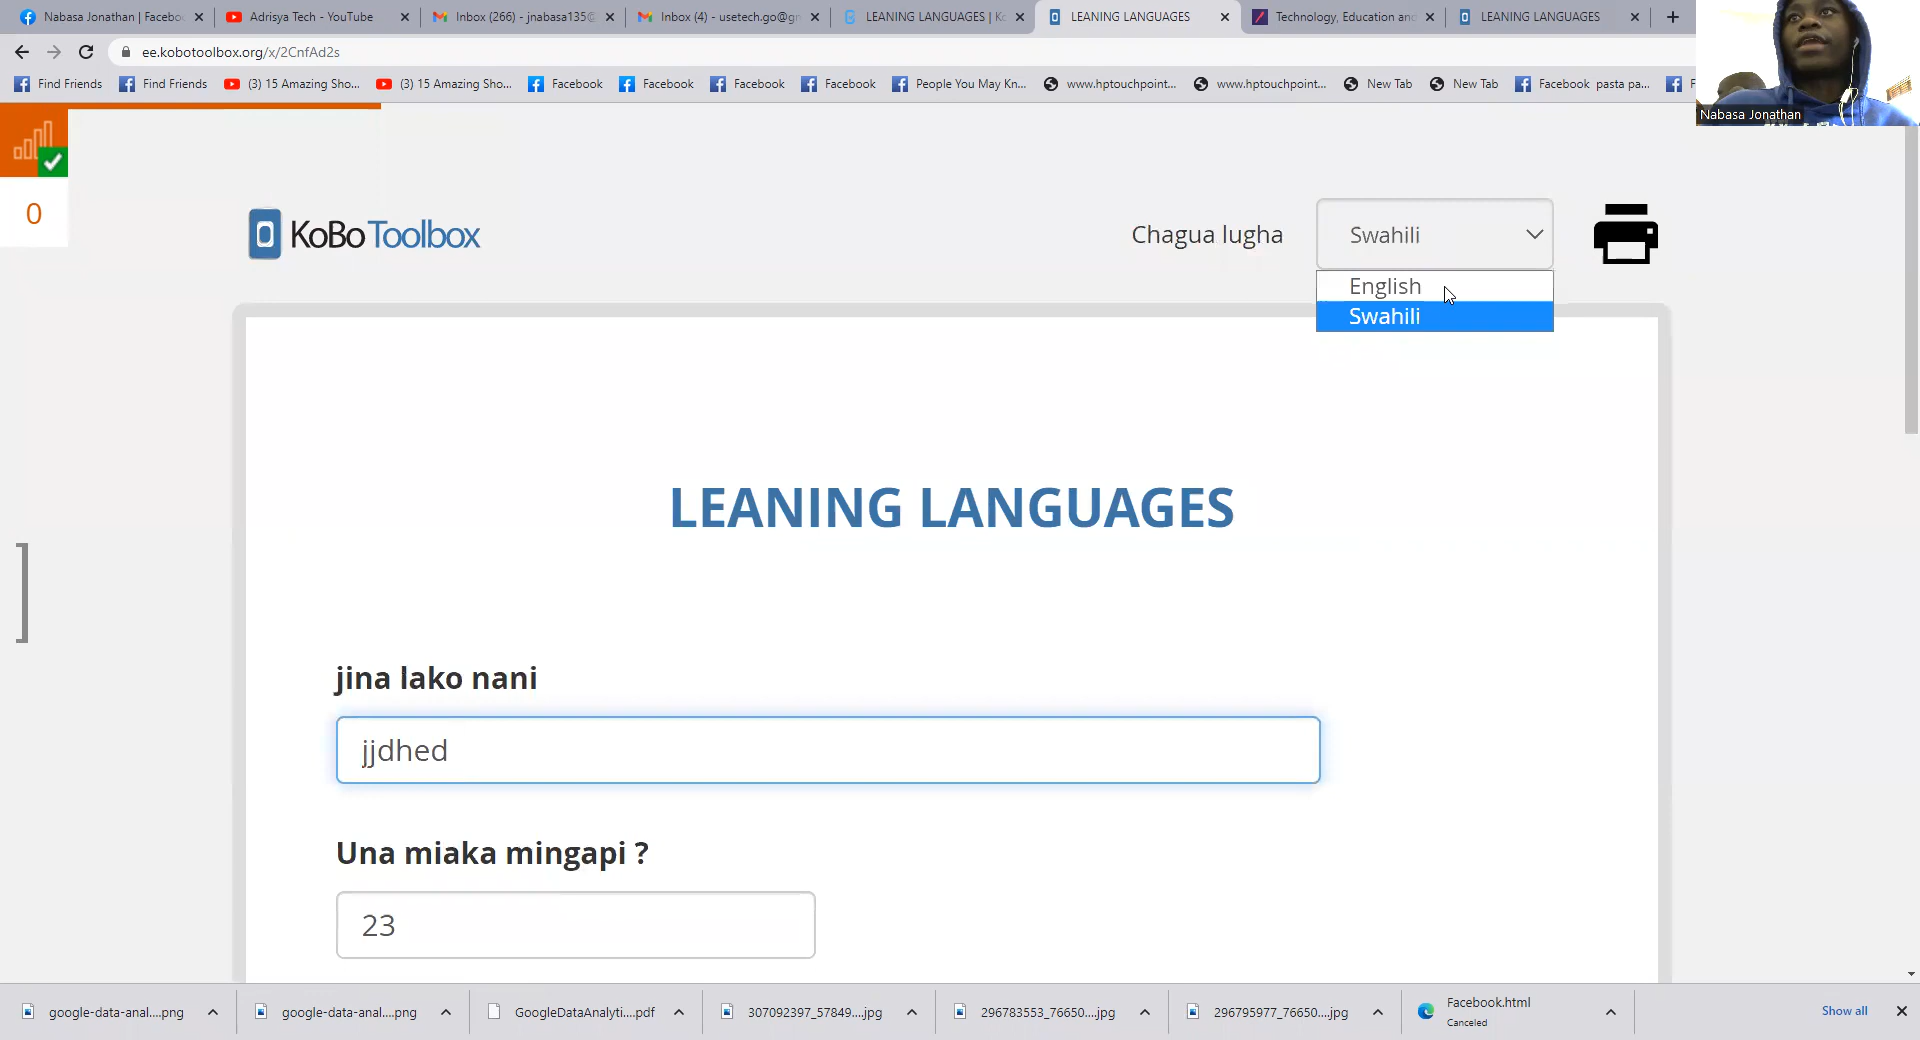 Nabasa Jonathan | Facebo
Adrisya Tech - YouTube
Inbox (266) - jnabasa135@
Inbox (4) - usetech.go@gm
LEANING LANGUAGES | Ko
LEANING LANGUAGES
Technology, Education and
LEANING LANGUAGES
ee.kobotoolbox.org/x/2CnfAd2s
Find Friends
Find Friends
(3) 15 Amazing Sho...
(3) 15 Amazing Sho...
Facebook
Facebook
Facebook
Facebook
People You May Kn...
www.hptouchpoint...
www.hptouchpoint...
New Tab
New Tab
Facebook pasta pa...
Nabasa Jonathan
0
KoBoToolbox
Chagua lugha
Swahili
English
Swahili
LEANING LANGUAGES
jina lako nani
jjdhed
Una miaka mingapi ?
23
google-data-anal....png
google-data-anal....png
GoogleDataAnalyti....pdf
307092397_57849....jpg
296783553_76650....jpg
296795977_76650....jpg
Facebook.html
Canceled
Show all